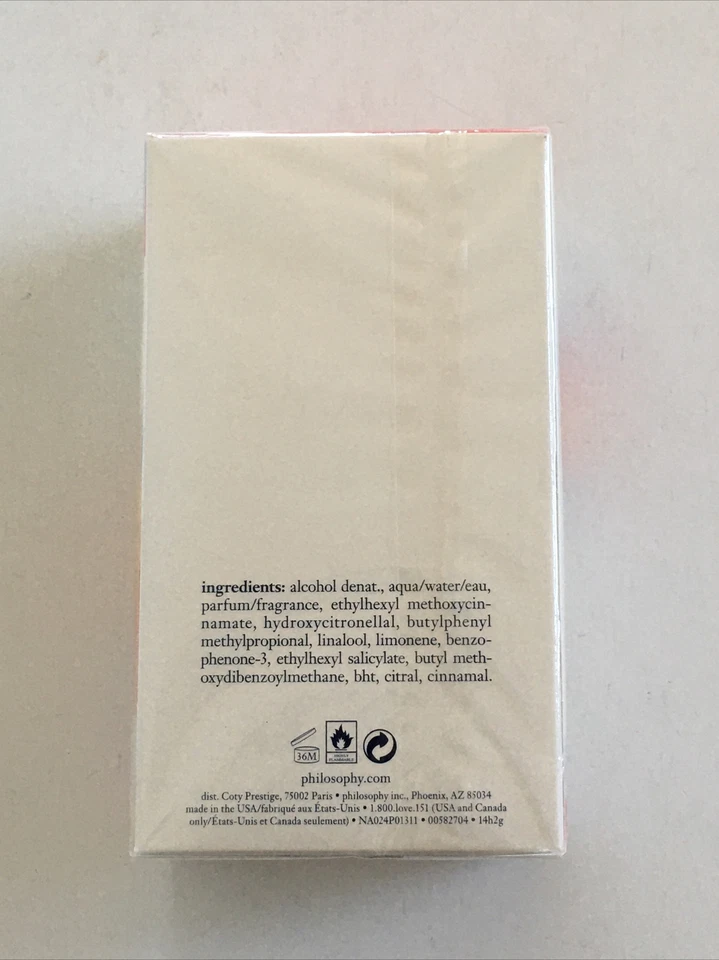 ingredients: alcohol denat., aqua/water/eau,
parfum/fragrance, ethylhexyl methoxycin-
namate, hydroxycitronellal, butylphenyl
methylpropional, linalool, limonene, benzo-
phenone-3, ethylhexyl salicylate, butyl meth-
oxydibenzoylmethane, bht, citral, cinnamal.
36M
HIGHLY
FLAMMABLE
philosophy.com
dist. Coty Prestige, 75002 Paris • philosophy inc., Phoenix, AZ 85034
made in the USA/fabriqué aux États-Unis • 1.800.love.151 (USA and Canada
only/États-Unis et Canada seulement) • NA024P01311 • 00582704 • 14h2g